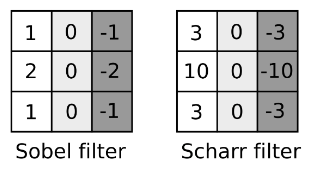 1 0 -1
2 0 -2
1 0 -1
Sobel filter
3 0 -3
10 0 -10
3 0 -3
Scharr filter